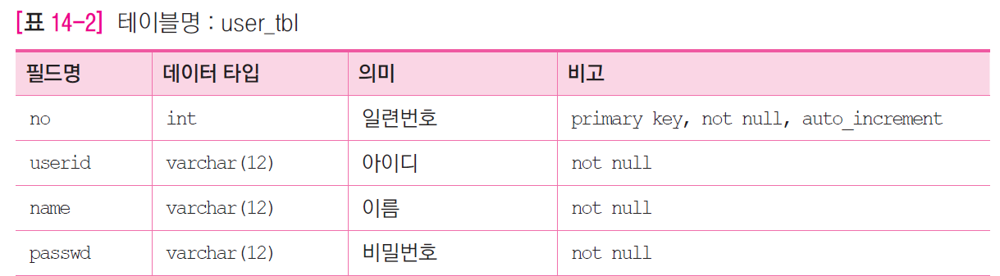 [표 14-2] 테이블명 : user_tbl
필드명 데이터 타입 의미 비고
no int 일련번호 primary key, not null, auto_increment
userid varchar(12) 아이디 not null
name varchar(12) 이름 not null
passwd varchar(12) 비밀번호 not null